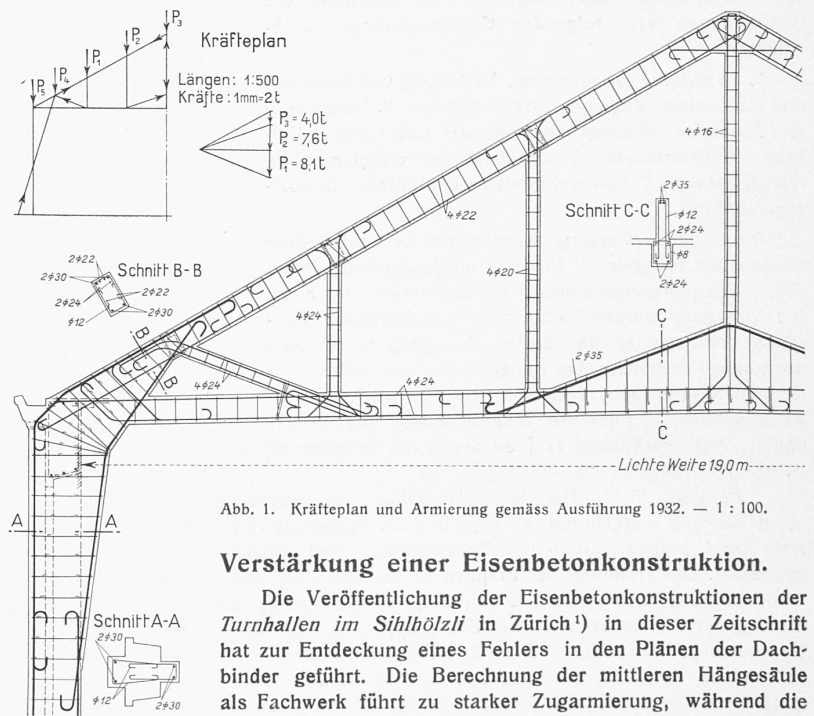 P₃
P₂
P₁
P₄
P₅
Kräfteplan
Längen: 1:500
Kräfte: 1mm=2t
P₃=4,0t
P₂=7,6t
P₁=8,1t
4ϕ16
2ϕ35
Schnitt C-C
ϕ12
2ϕ24
ϕ8
2ϕ24
4ϕ22
4ϕ20
2ϕ22
Schnitt B-B
2ϕ30
2ϕ22
2ϕ24
2ϕ30
ϕ12
4ϕ24
B
B
C
2ϕ35
4ϕ24
4ϕ24
C
Lichte Weite 19,0m
Abb. 1. Kräfteplan und Armierung gemäss Ausführung 1932. — 1 : 100.
A
A
Verstärkung einer Eisenbetonkonstruktion.
Die Veröffentlichung der Eisenbetonkonstruktionen der
Turnhallen im Sihlhölzli in Zürich¹) in dieser Zeitschrift
hat zur Entdeckung eines Fehlers in den Plänen der Dach-
binder geführt. Die Berechnung der mittleren Hängesäule
als Fachwerk führt zu starker Zugarmierung, während die
Schnitt A-A
2ϕ30
ϕ12
2ϕ30